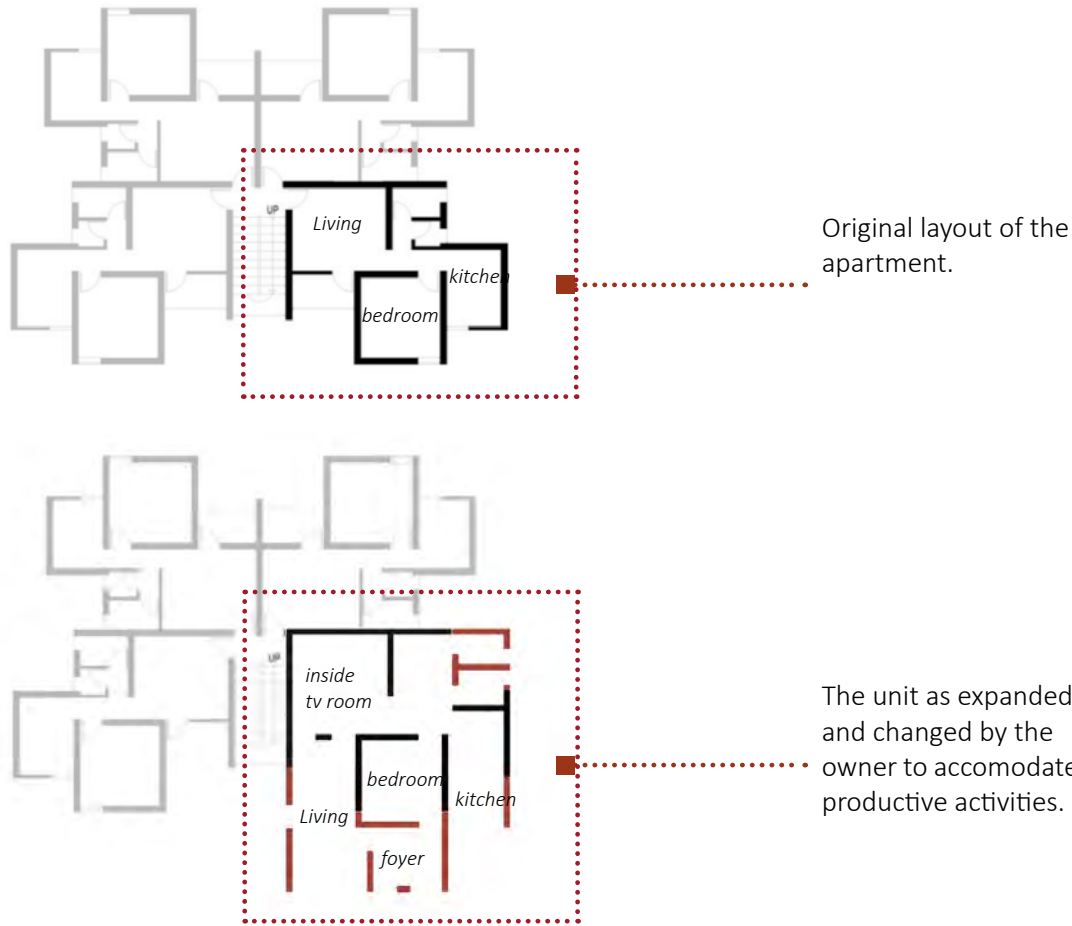 UP
Living
kitchen
bedroom
Original layout of the
apartment.
UP
inside
tv room
bedroom
kitchen
Living
foyer
The unit as expanded
and changed by the
owner to accomodate
productive activities.